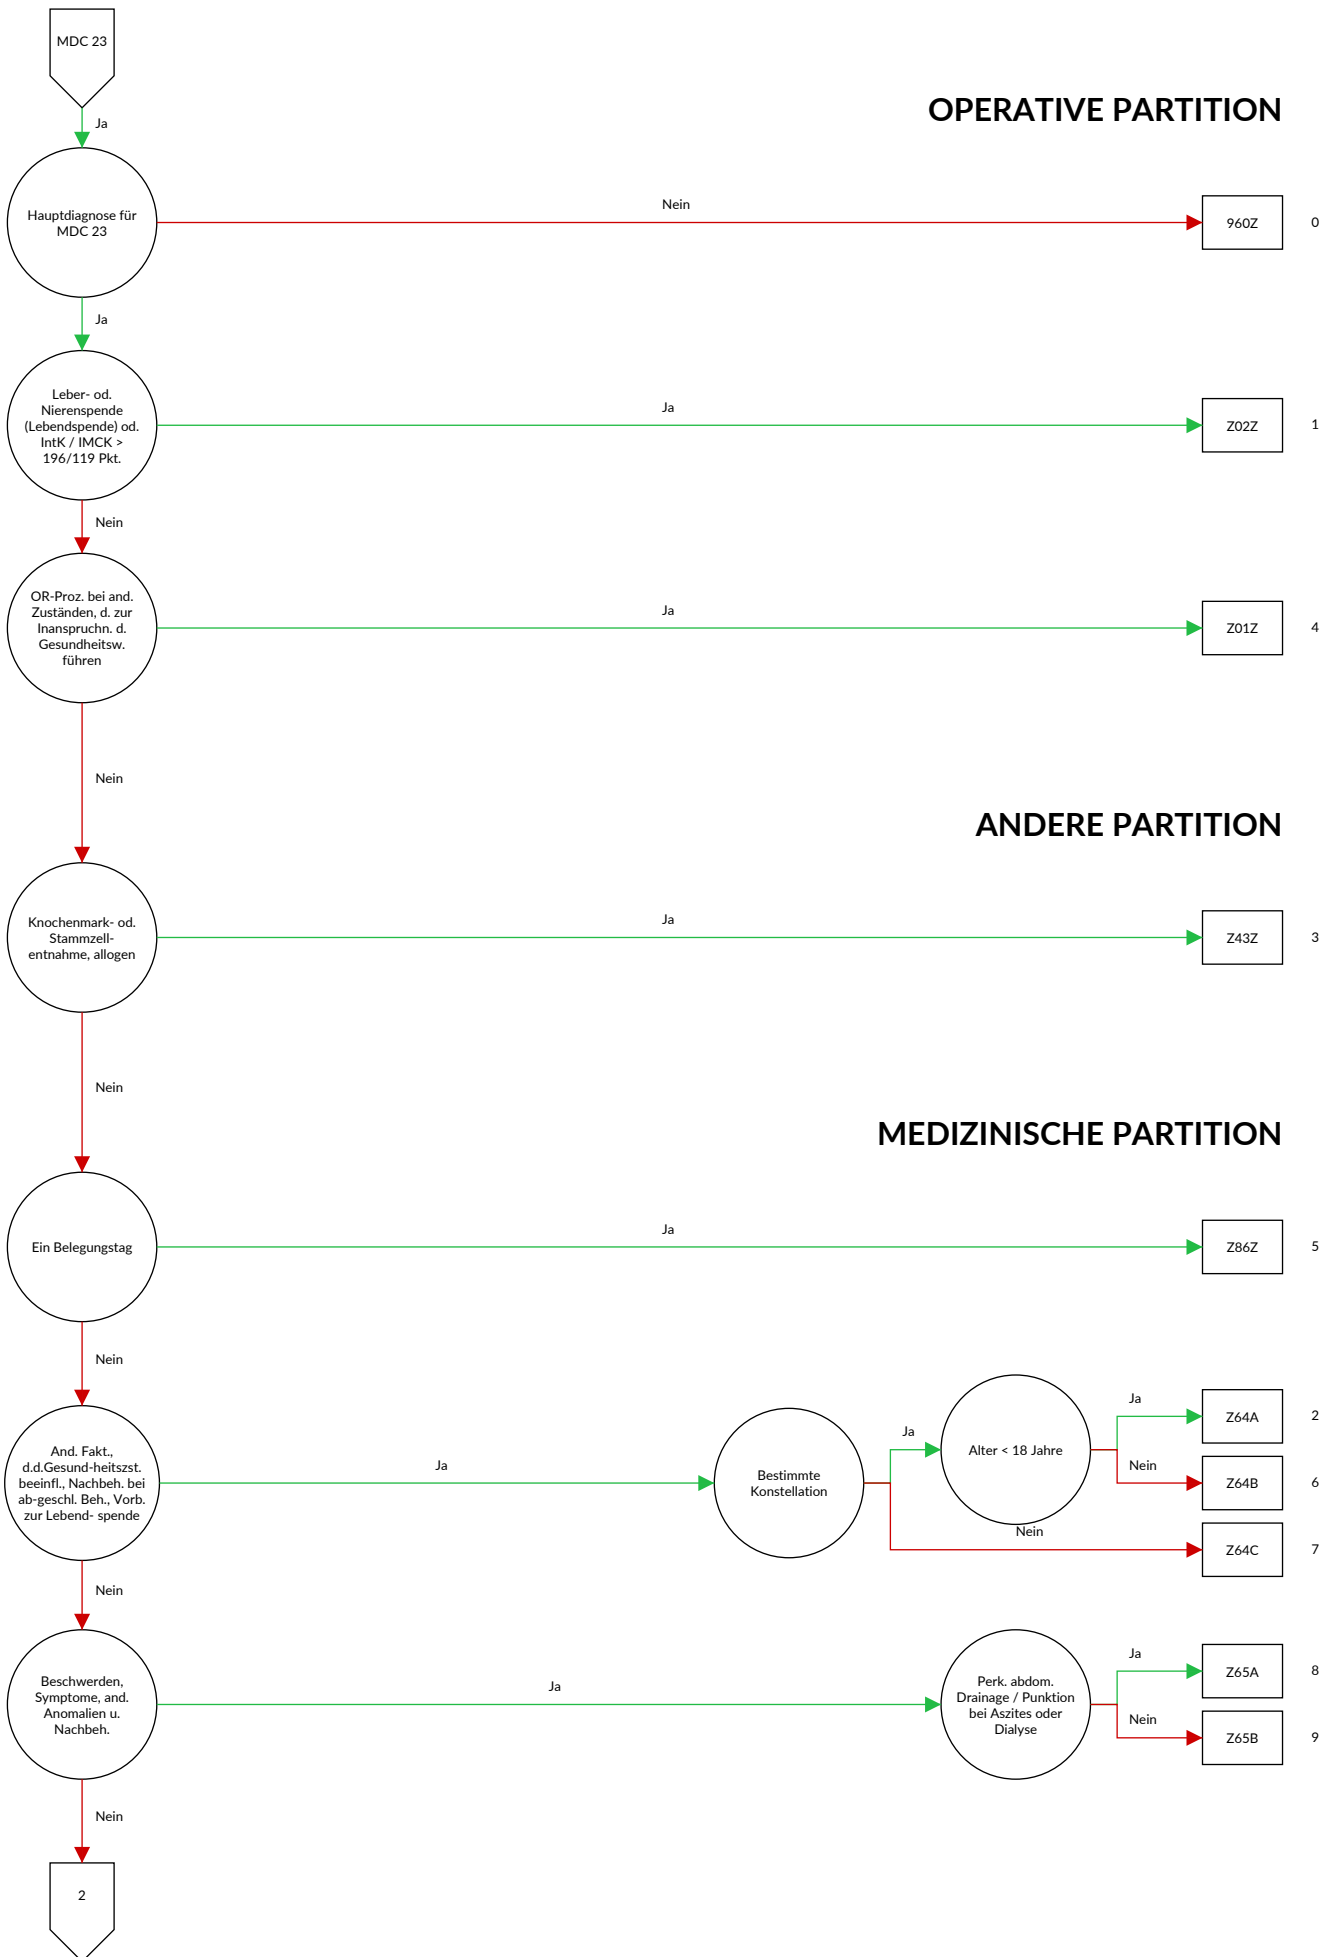 MDC 23
OPERATIVE PARTITION
Ja
Hauptdiagnose für
MDC 23
Nein
960Z
0
Ja
Leber- od.
Nierenspende
(Lebendspende) od.
IntK / IMCK >
196/119 Pkt.
Ja
Z02Z
1
Nein
OR-Proz. bei and.
Zuständen, d. zur
Inanspruchn. d.
Gesundheitsw.
führen
Ja
Z01Z
4
Nein
ANDERE PARTITION
Knochenmark- od.
Stammzell-
entnahme, allogen
Ja
Z43Z
3
Nein
MEDIZINISCHE PARTITION
Ein Belegungstag
Ja
Z86Z
5
Nein
And. Fakt.,
d.d.Gesund-heitszst.
beeinfl., Nachbeh. bei
ab-geschl. Beh., Vorb.
zur Lebend- spende
Ja
Bestimmte
Konstellation
Ja
Alter < 18 Jahre
Ja
Z64A
2
Nein
Z64B
6
Nein
Z64C
7
Nein
Beschwerden,
Symptome, and.
Anomalien u.
Nachbeh.
Ja
Perk. abdom.
Drainage / Punktion
bei Aszites oder
Dialyse
Ja
Z65A
8
Nein
Z65B
9
Nein
2